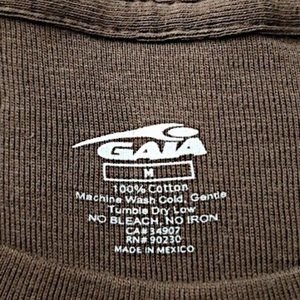 GAIA
M
100% Cotton
Machine Wash Cold, Gentle
Tumble Dry Low
NO BLEACH, NO IRON
CA# 34907
RN# 90230
MADE IN MEXICO